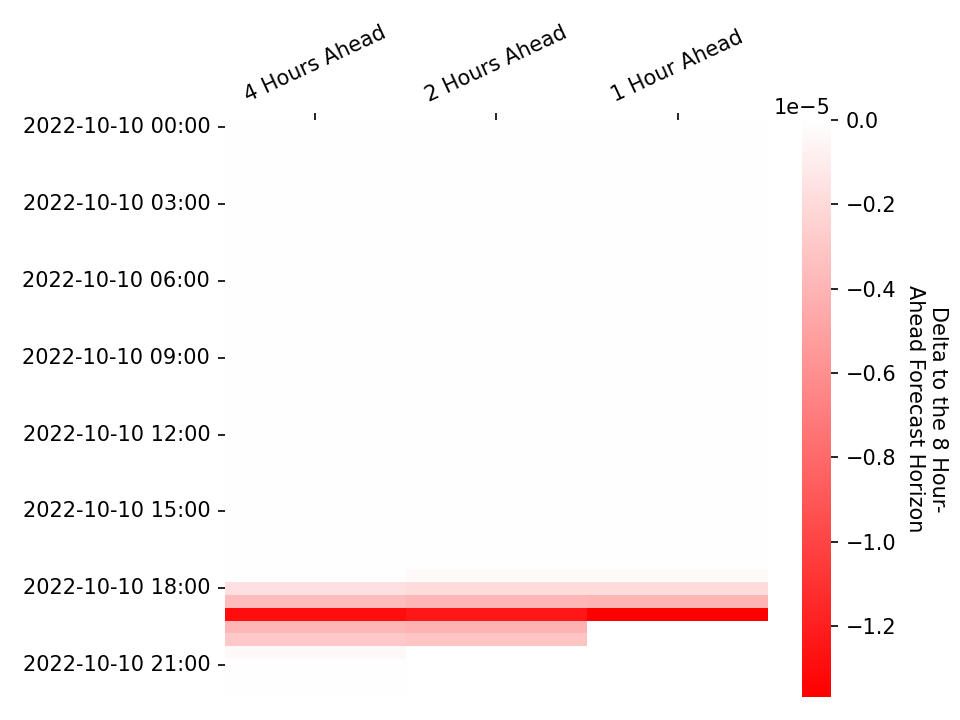 4 Hours Ahead
2 Hours Ahead
1 Hour Ahead
1e−5
2022-10-10 00:00
2022-10-10 03:00
2022-10-10 06:00
2022-10-10 09:00
2022-10-10 12:00
2022-10-10 15:00
2022-10-10 18:00
2022-10-10 21:00
0.0
−0.2
−0.4
−0.6
−0.8
−1.0
−1.2
Delta to the 8 Hour-
Ahead Forecast Horizon